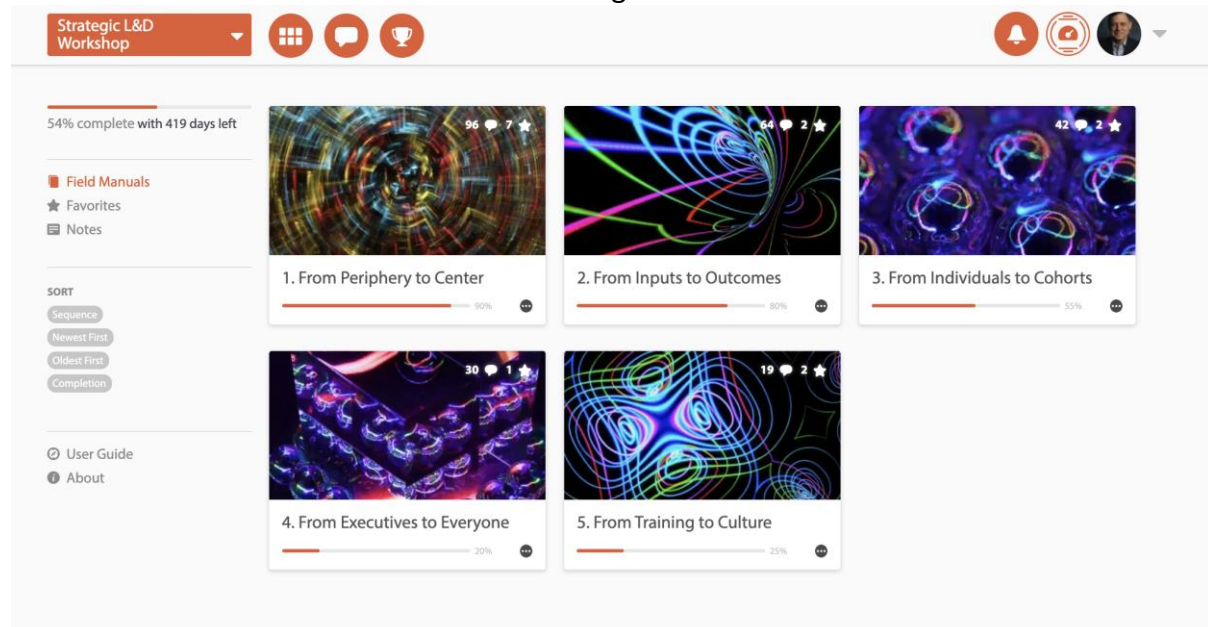 Strategic L&D
Workshop
54% complete with 419 days left
Field Manuals
Favorites
Notes
SORT
Sequence
Newest First
Oldest First
Completion
User Guide
About
96 7
1. From Periphery to Center
90%
64 2
2. From Inputs to Outcomes
80%
42 2
3. From Individuals to Cohorts
55%
30 1
4. From Executives to Everyone
20%
19 2
5. From Training to Culture
25%